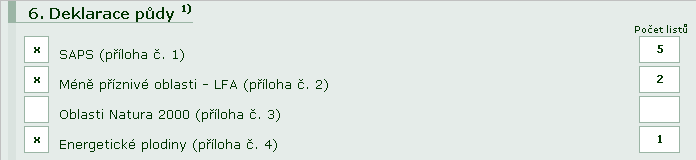 6. Deklarace půdy 1)
Počet listů
x SAPS (příloha č. 1) 5
x Méně příznivé oblasti - LFA (příloha č. 2) 2
Oblasti Natura 2000 (příloha č. 3)
x Energetické plodiny (příloha č. 4) 1